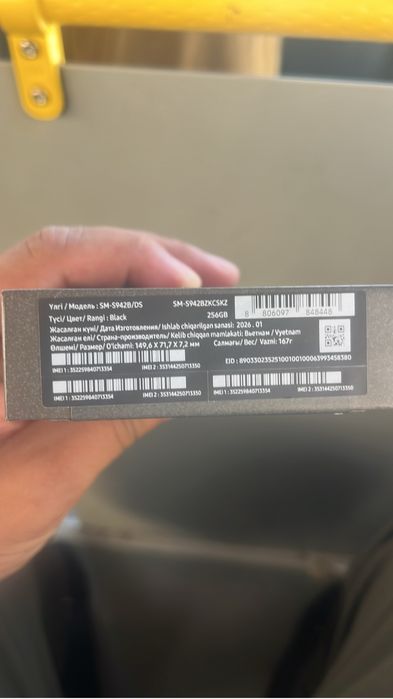 Үлгі / Модель : SM-S942B/DS SM-S942BZKCSKZ
Түсі / Цвет/ Rangi : Black 256GB 8 806097 848448
Жасалған күні / Дата Изготовления / Ishlab chiqarilgan sanasi: 2026 . 01
Жасалған елі / Страна-производитель/ Kelib chiqqan mamlakati: Вьетнам / Vyetnam
Өлшемі / Размер/ O'lchami: 149,6 X 71,7 X 7,2 мм Салмағы/ Вес/ Vazni: 167г
EID : 89033023525100100100063993458380
IMEI 1 : 352259840713354 IMEI 2 : 353144250713350
IMEI 1 : 352259840713354 IMEI 2 : 353144250713350 IMEI 1 : 352259840713354 IMEI 2 : 353144250713350